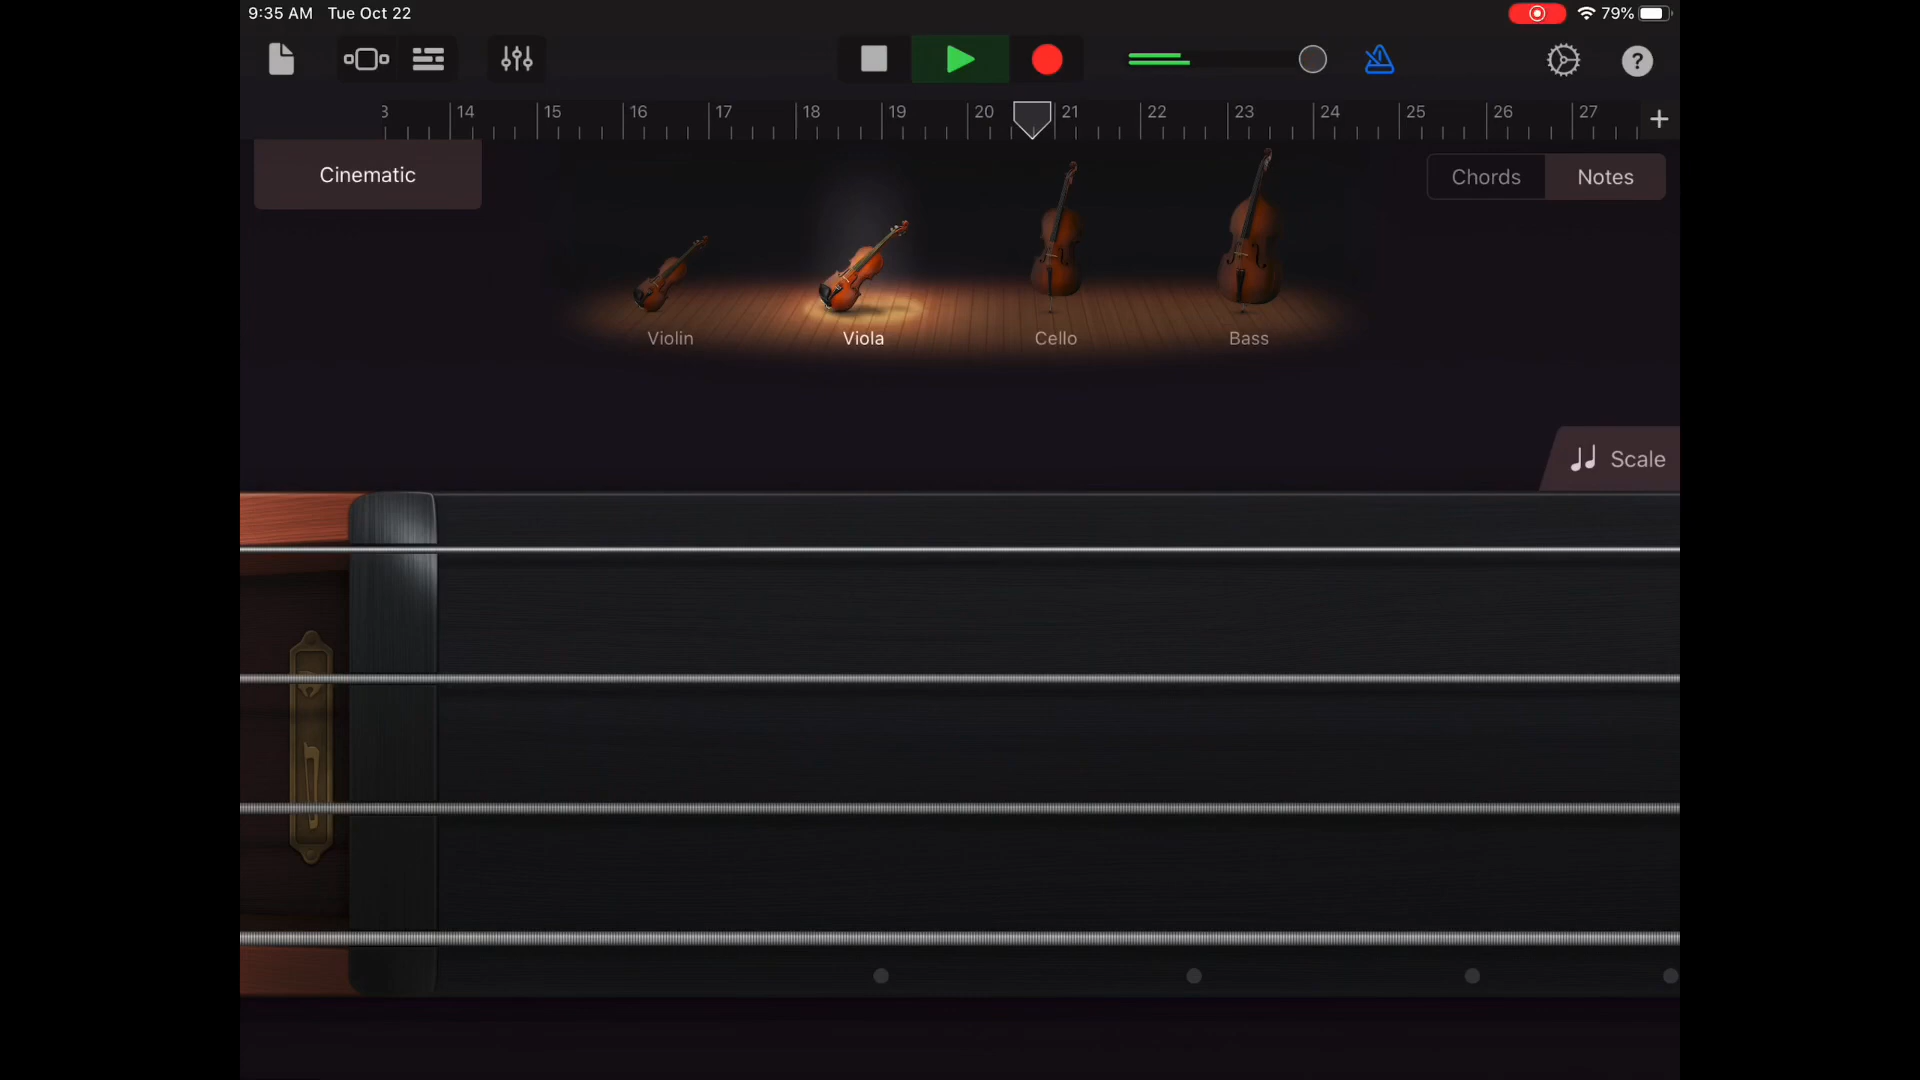 9:35 AM Tue Oct 22 79%
?
3 14 15 16 17 18 19 20 21 22 23 24 25 26 27 +
Cinematic
Chords Notes
Violin Viola Cello Bass
Scale